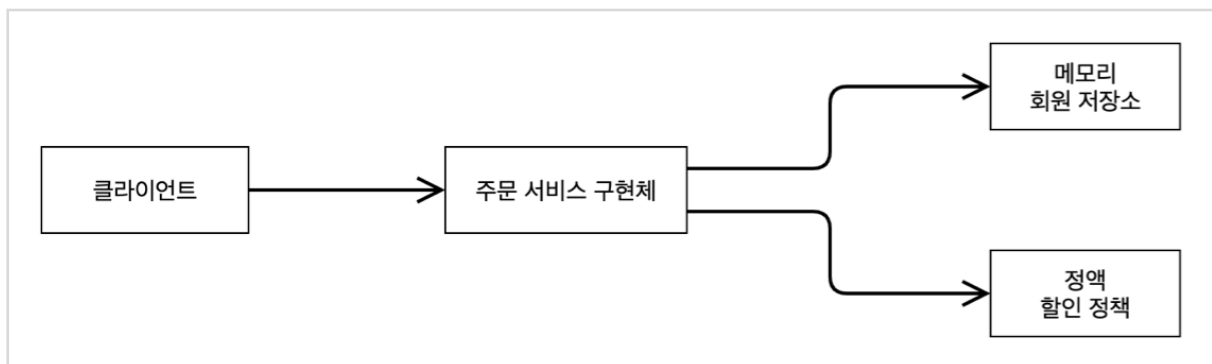 클라이언트
주문 서비스 구현체
메모리
회원 저장소
정액
할인 정책